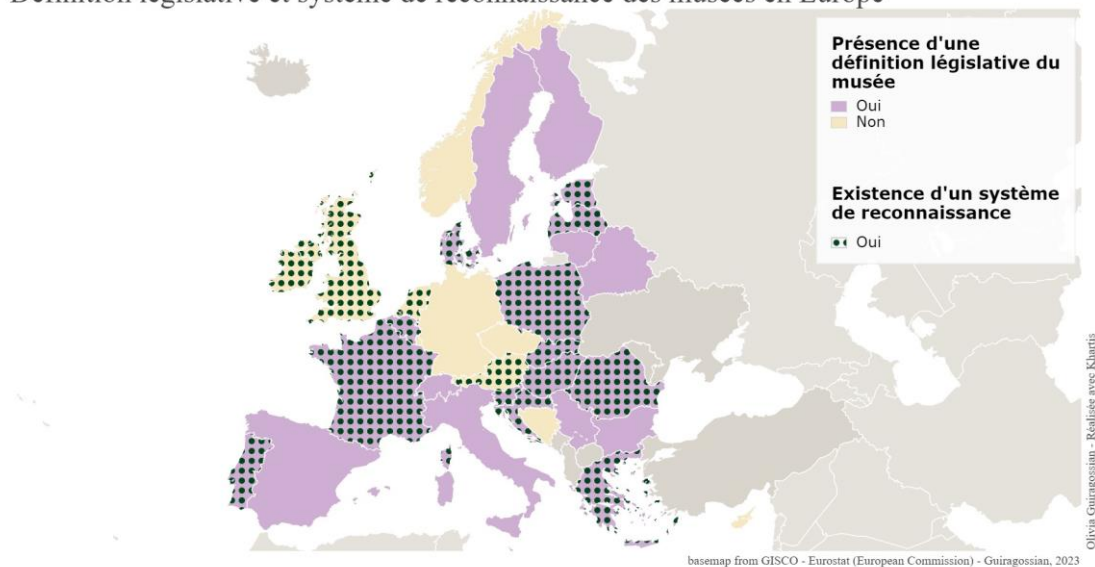 Définition législative et système de reconnaissance des musées en Europe
Présence d'une
définition législative du
musée
Oui
Non
Existence d'un système
de reconnaissance
Oui
Olivia Guiragossian - Réalisée avec Khartis
basemap from GISCO - Eurostat (European Commission) - Guiragossian, 2023